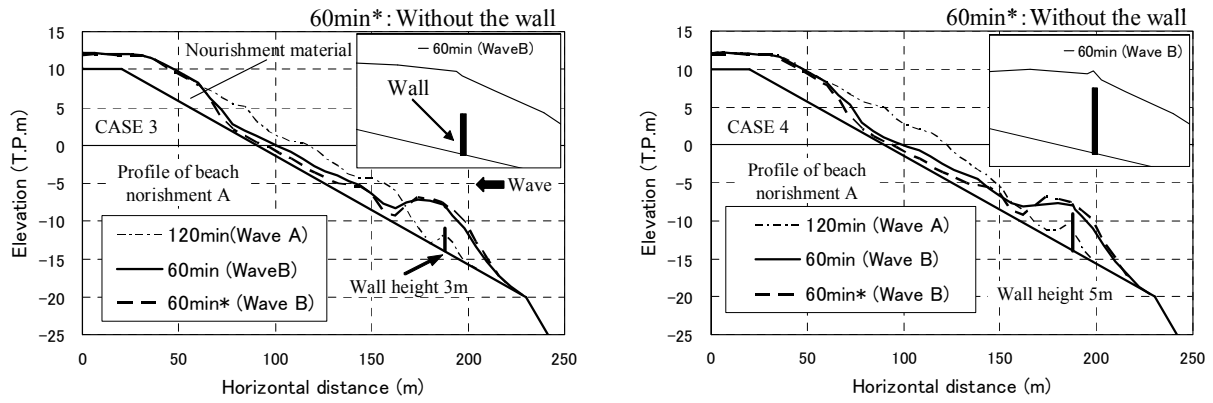 60min*: Without the wall
15
10
5
0
-5
-10
-15
-20
-25
Elevation (T.P.m)
Nourishment material
60min (WaveB)
Wall
CASE 3
Profile of beach
norishment A
Wave
120min(Wave A)
60min (WaveB)
60min* (Wave B)
Wall height 3m
0 50 100 150 200 250
Horizontal distance (m)
60min*: Without the wall
15
10
5
0
-5
-10
-15
-20
-25
Elevation (T.P.m)
60min (Wave B)
CASE 4
Profile of beach
norishment A
120min(Wave A)
60min (Wave B)
60min* (Wave B)
Wall height 5m
0 50 100 150 200 250
Horizontal distance (m)